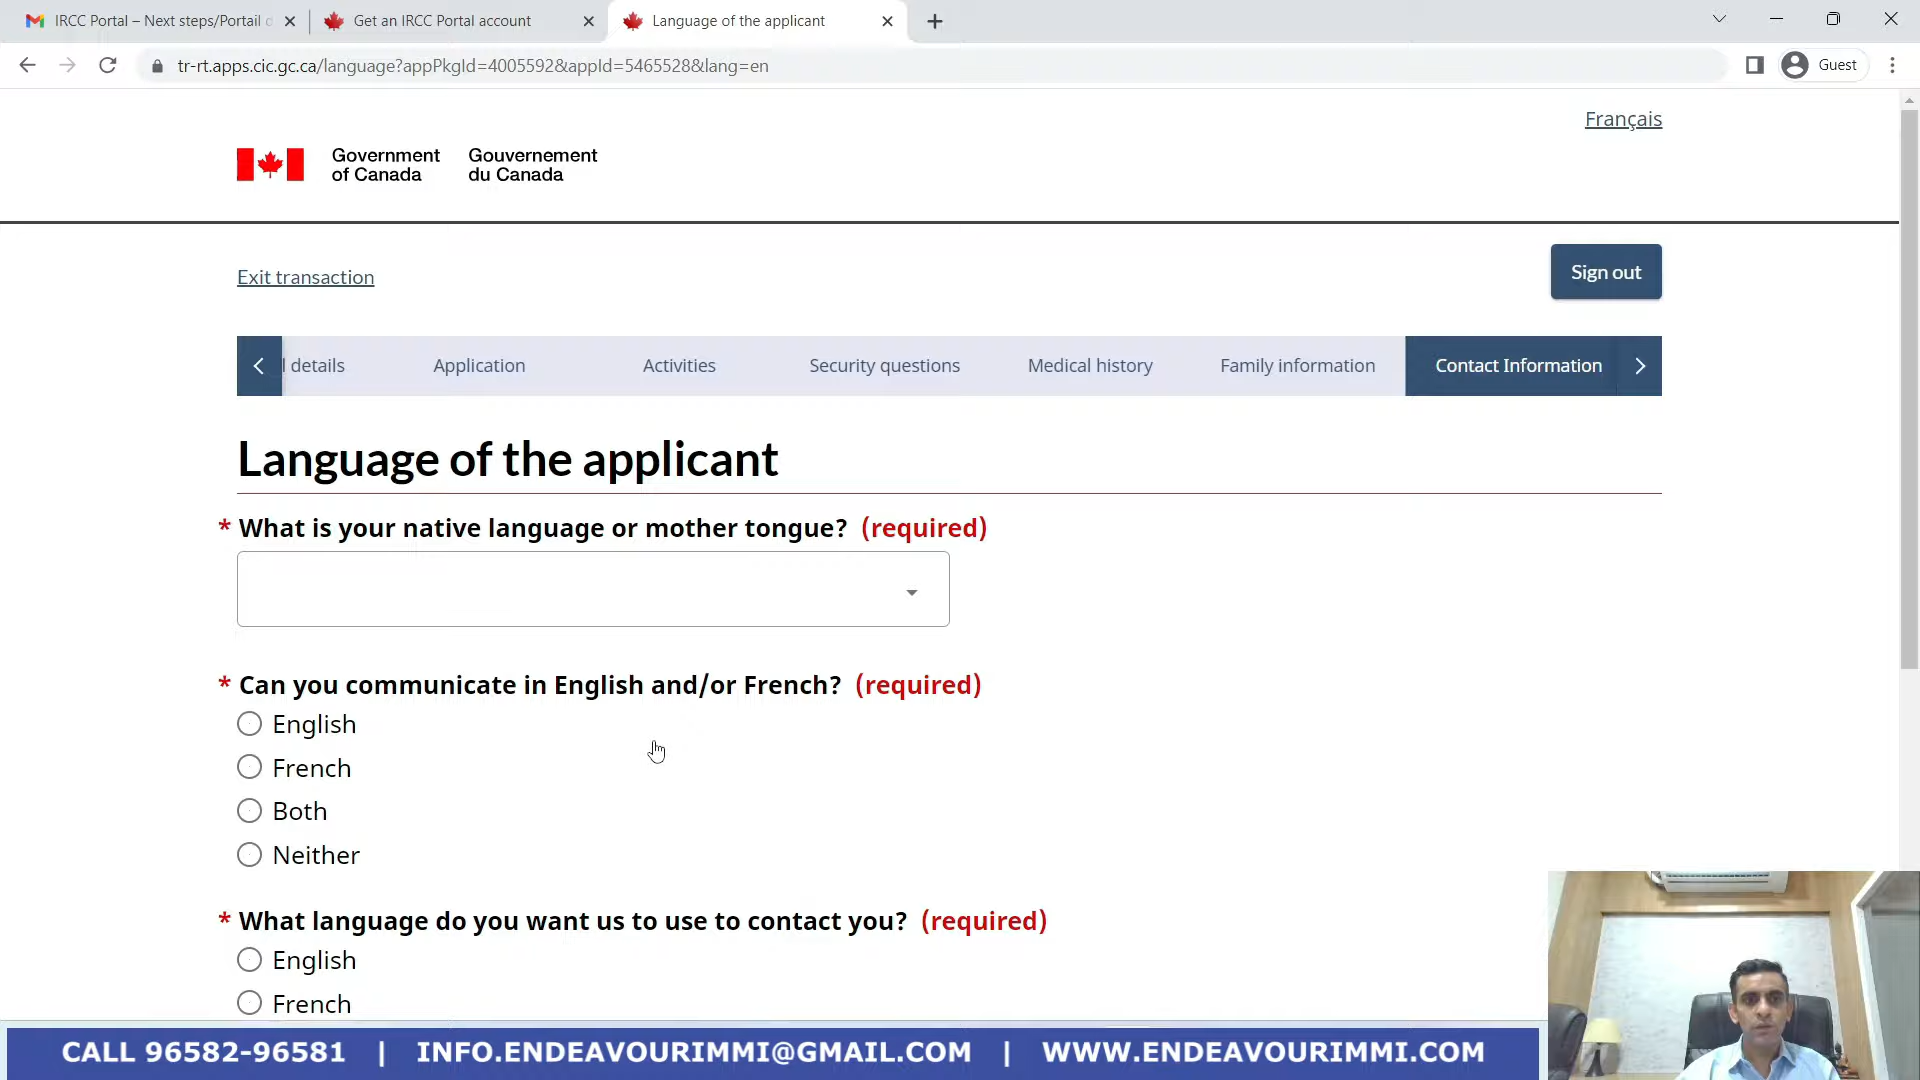 IRCC Portal – Next steps/Portail
Get an IRCC Portal account
Language of the applicant
tr-rt.apps.cic.gc.ca/language?appPkgId=4005592&appId=5465528&lang=en
Guest
Français
Government of Canada
Gouvernement du Canada
Exit transaction
Sign out
l details
Application
Activities
Security questions
Medical history
Family information
Contact Information
Language of the applicant
* What is your native language or mother tongue? (required)
* Can you communicate in English and/or French? (required)
English
French
Both
Neither
* What language do you want us to use to contact you? (required)
English
French
CALL 96582-96581 | INFO.ENDEAVOURIMMI@GMAIL.COM | WWW.ENDEAVOURIMMI.COM